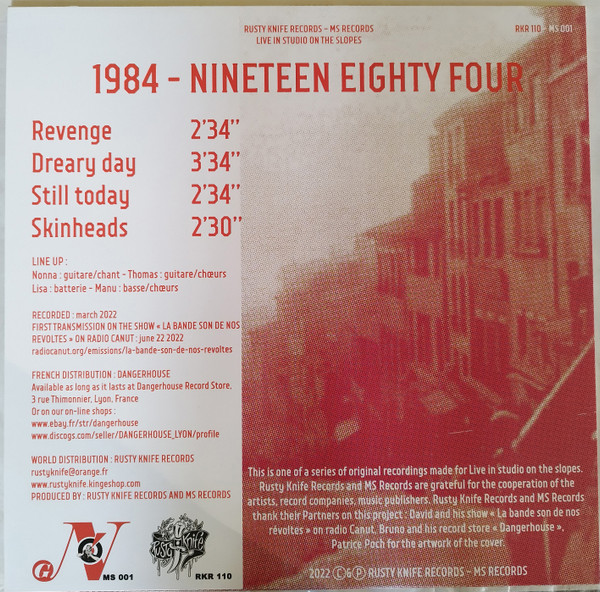 RUSTY KNIFE RECORDS - MS RECORDS
LIVE IN STUDIO ON THE SLOPES
RKR 110 - MS 001
1984 - NINETEEN EIGHTY FOUR
Revenge 2'34''
Dreary day 3'34''
Still today 2'34''
Skinheads 2'30''
LINE UP :
Nonna : guitare/chant - Thomas : guitare/chœurs
Lisa : batterie - Manu : basse/chœurs
RECORDED : march 2022
FIRST TRANSMISSION ON THE SHOW « LA BANDE SON DE NOS
REVOLTES » ON RADIO CANUT : june 22 2022
radiocanut.org/emissions/la-bande-son-de-nos-revoltes
FRENCH DISTRIBUTION : DANGERHOUSE
Available as long as it lasts at Dangerhouse Record Store,
3 rue Thimonnier, Lyon, France
Or on our on-line shops :
www.ebay.fr/str/dangerhouse
www.discogs.com/seller/DANGERHOUSE_LYON/profile
WORLD DISTRIBUTION : RUSTY KNIFE RECORDS
rustyknife@orange.fr
www.rustyknife.kingeshop.com
PRODUCED BY : RUSTY KNIFE RECORDS AND MS RECORDS
This is one of a series of original recordings made for Live in studio on the slopes.
Rusty Knife Records and MS Records are grateful for the cooperation of the
artists, record companies, music publishers. Rusty Knife Records and MS Records
thank their Partners on this project : David and his show « La bande son de nos
révoltes » on radio Canut, Bruno and his record store « Dangerhouse »,
Patrice Poch for the artwork of the cover.
2022 ©&℗ RUSTY KNIFE RECORDS - MS RECORDS
MS 001
Rusty Knife
RKR 110